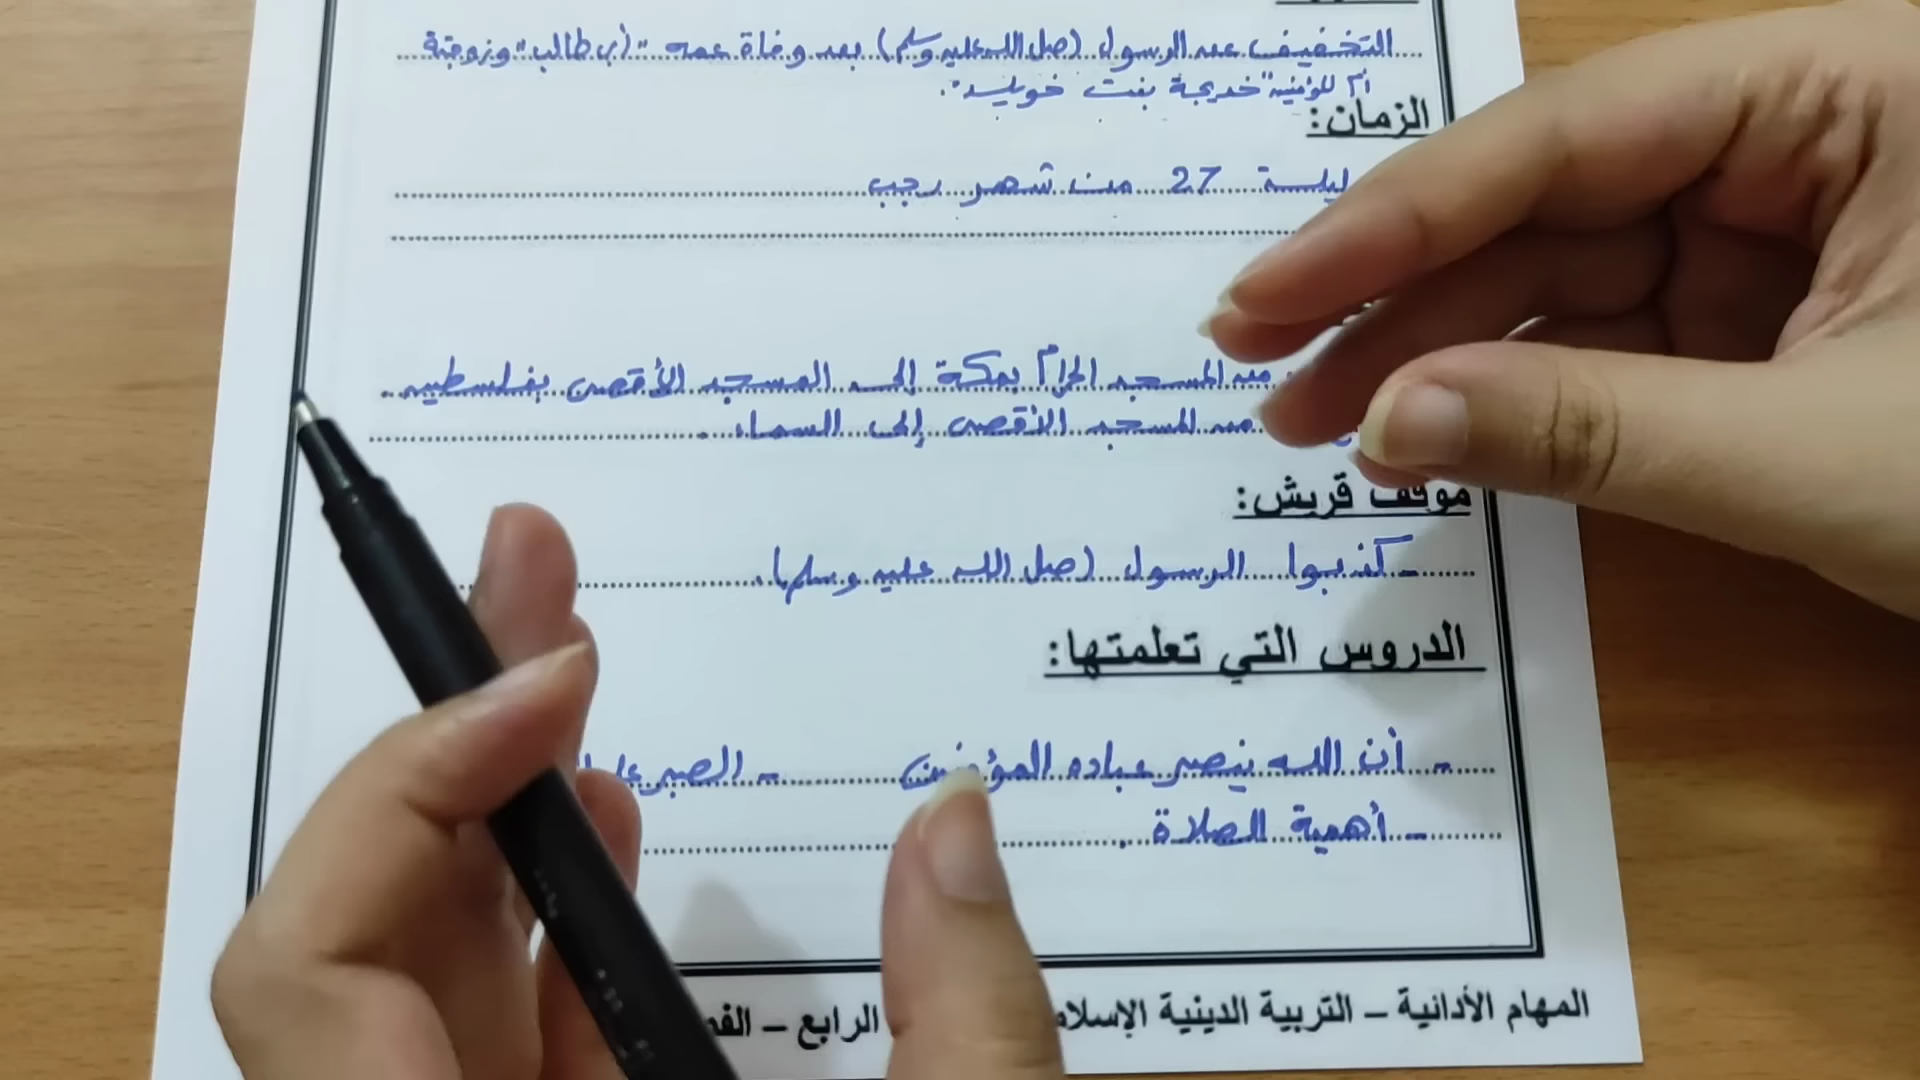 التخفيف عن الرسول (صلى الله عليه وسلم) بعد وفاة عمه "أبي طالب" وزوجتة
أم المؤمنين "خديجة بنت خويلد".
الزمان:
ليلة 27 من شهر رجب
من المسجد الحرام بمكة إلى المسجد الأقصى بفلسطين.
من المسجد الأقصى إلى السماء.
موقف قريش:
- كذبوا الرسول (صلى الله عليه وسلم).
الدروس التي تعلمتها:
- أن الله ينصر عباده المؤمنين - الصبر
- أهمية الصلاة.
المهام الأدائية – التربية الدينية الرابع –